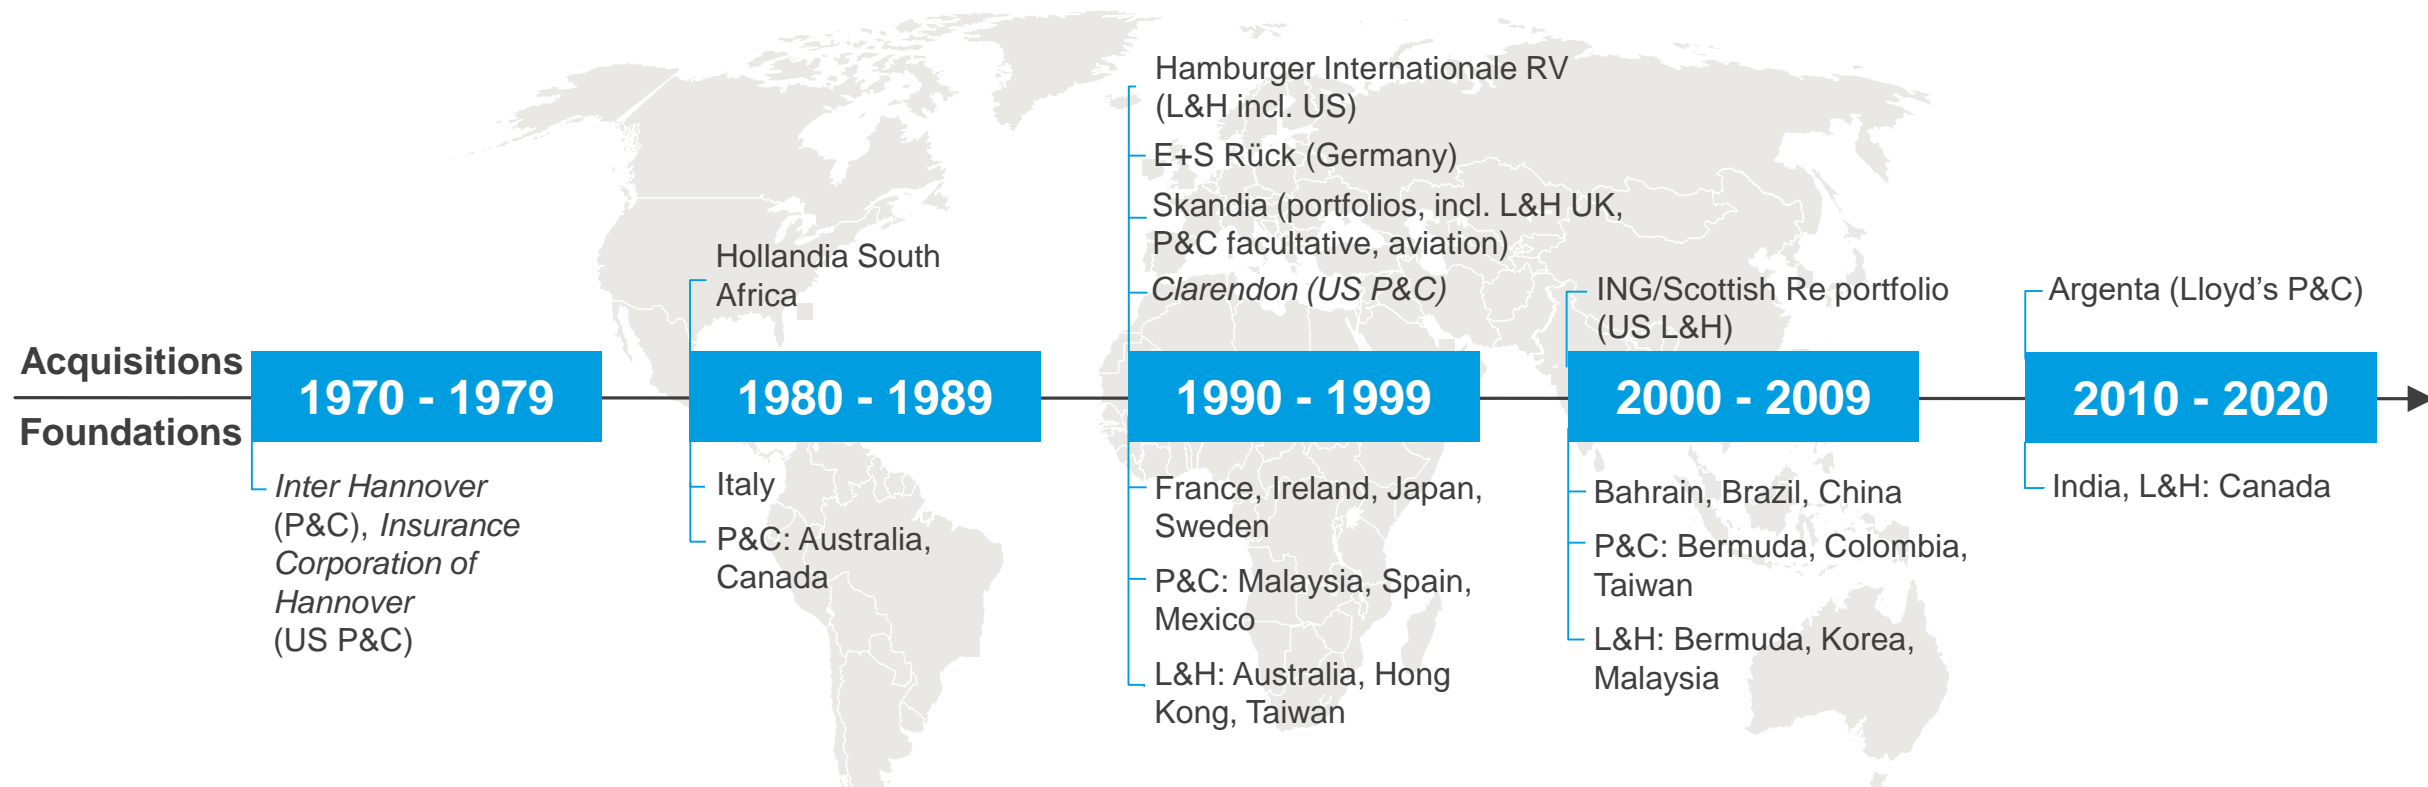 Acquisitions
Foundations
1970 - 1979
Inter Hannover
(P&C), Insurance
Corporation of
Hannover
(US P&C)
Hollandia South
Africa
1980 - 1989
Italy
P&C: Australia,
Canada
Hamburger Internationale RV
(L&H incl. US)
E+S Rück (Germany)
Skandia (portfolios, incl. L&H UK,
P&C facultative, aviation)
Clarendon (US P&C)
1990 - 1999
France, Ireland, Japan,
Sweden
P&C: Malaysia, Spain,
Mexico
L&H: Australia, Hong
Kong, Taiwan
ING/Scottish Re portfolio
(US L&H)
2000 - 2009
Bahrain, Brazil, China
P&C: Bermuda, Colombia,
Taiwan
L&H: Bermuda, Korea,
Malaysia
Argenta (Lloyd’s P&C)
2010 - 2020
India, L&H: Canada